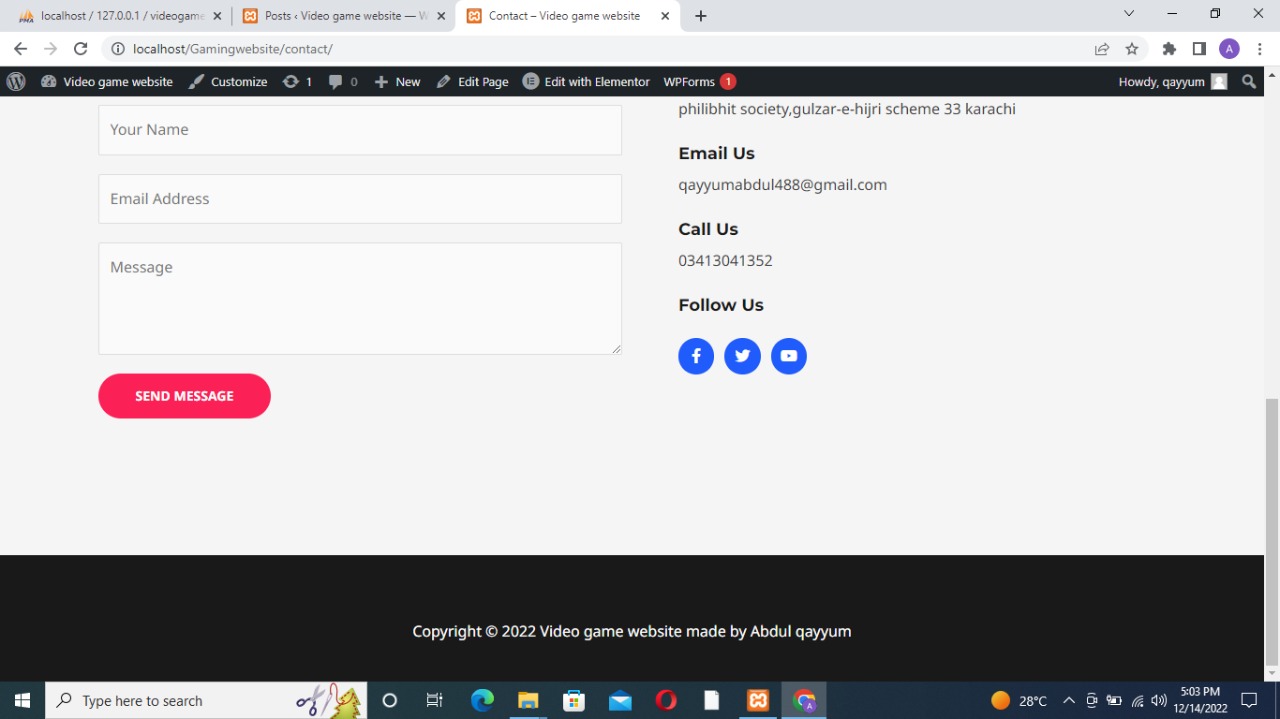 localhost / 127.0.0.1 / videogame
Posts ‹ Video game website — W
Contact – Video game website
localhost/Gamingwebsite/contact/
A
Video game website
Customize
1
0
New
Edit Page
Edit with Elementor
WPForms 1
Howdy, qayyum
Your Name
Email Address
Message
SEND MESSAGE
philibhit society,gulzar-e-hijri scheme 33 karachi
Email Us
qayyumabdul488@gmail.com
Call Us
03413041352
Follow Us
Copyright © 2022 Video game website made by Abdul qayyum
Type here to search
28°C
5:03 PM
12/14/2022